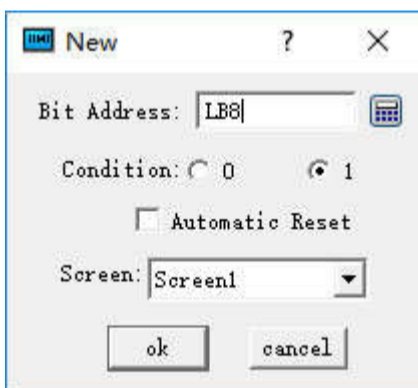 New ? X
Bit Address: LB8
Condition: 0 1
Automatic Reset
Screen: Screen1
ok cancel